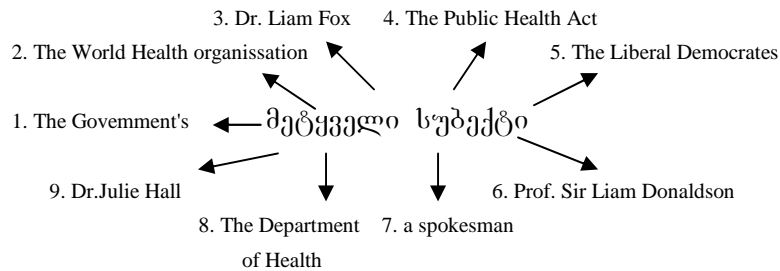 3. Dr. Liam Fox
4. The Public Health Act
2. The World Health organissation
5. The Liberal Democrates
1. The Govemment's
მეტყველი სუბექტი
9. Dr.Julie Hall
6. Prof. Sir Liam Donaldson
8. The Department
of Health
7. a spokesman